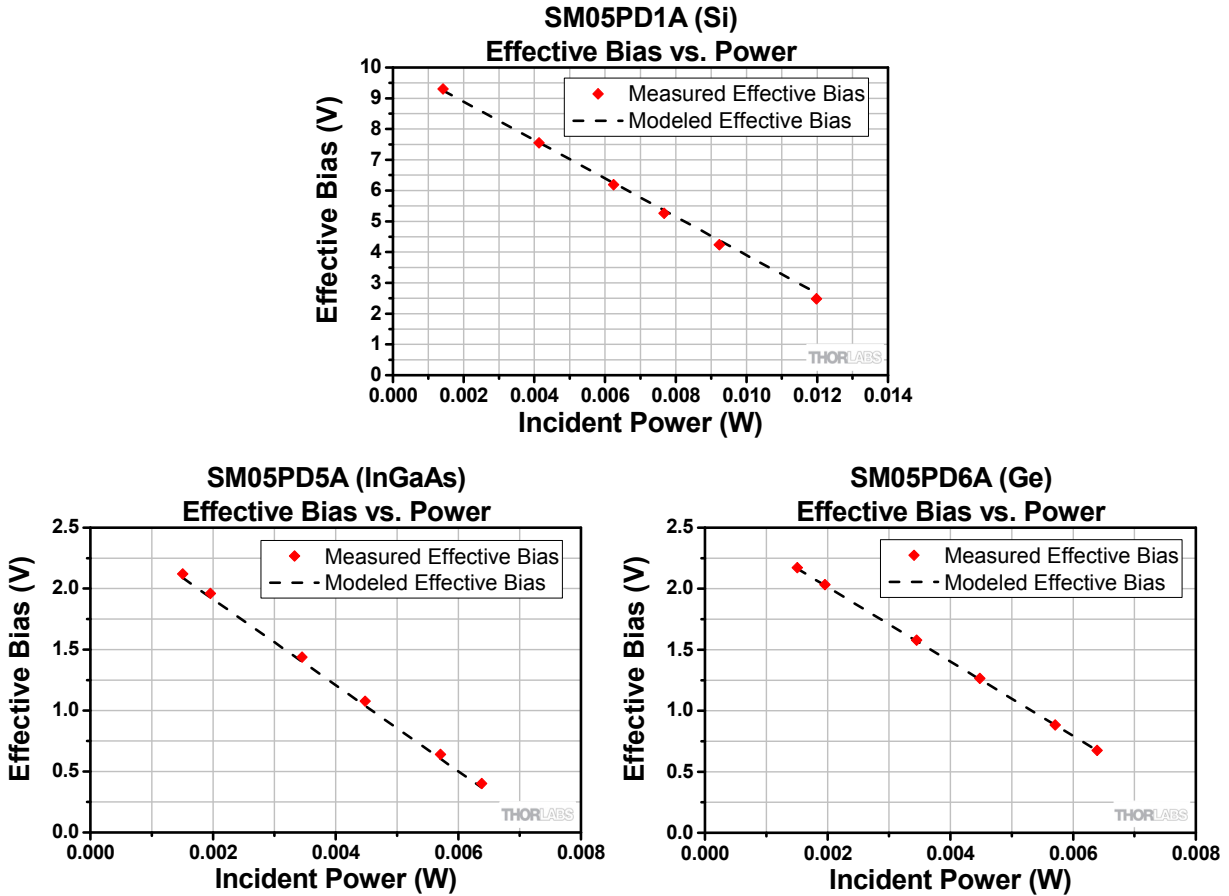 SM05PD1A (Si)
Effective Bias vs. Power
Measured Effective Bias
Modeled Effective Bias
Effective Bias (V)
10
9
8
7
6
5
4
3
2
1
0
THORLABS
0.000 0.002 0.004 0.006 0.008 0.010 0.012 0.014
Incident Power (W)
SM05PD5A (InGaAs)
Effective Bias vs. Power
Measured Effective Bias
Modeled Effective Bias
Effective Bias (V)
2.5
2.0
1.5
1.0
0.5
0.0
THORLABS
0.000 0.002 0.004 0.006 0.008
Incident Power (W)
SM05PD6A (Ge)
Effective Bias vs. Power
Measured Effective Bias
Modeled Effective Bias
Effective Bias (V)
2.5
2.0
1.5
1.0
0.5
0.0
THORLABS
0.000 0.002 0.004 0.006 0.008
Incident Power (W)